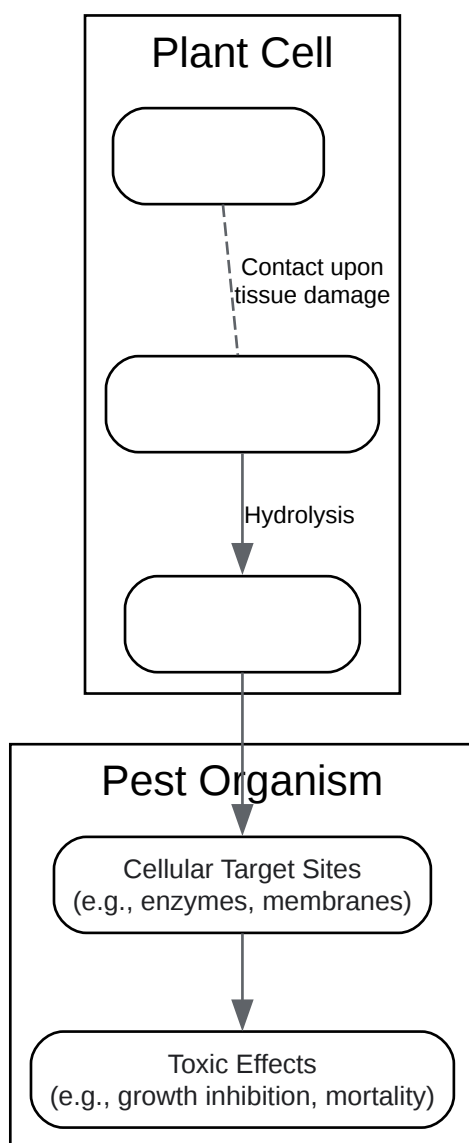 Plant Cell
Contact upon
tissue damage
Hydrolysis
Pest Organism
Cellular Target Sites
(e.g., enzymes, membranes)
Toxic Effects
(e.g., growth inhibition, mortality)